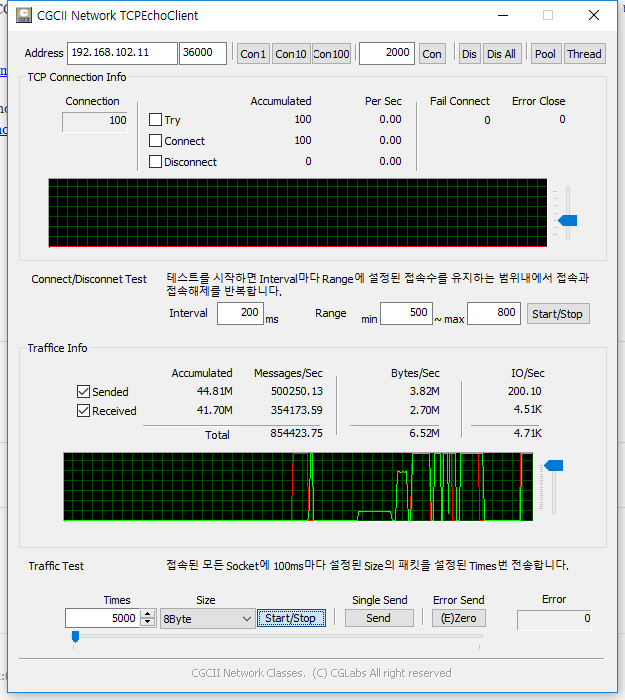 CGCII Network TCPEchoClient
Address 192.168.102.11 36000 Con1 Con10 Con100 2000 Con Dis Dis All Pool Thread
TCP Connection Info
Connection Accumulated Per Sec Fail Connect Error Close
100 Try 100 0.00 0 0
Connect 100 0.00
Disconnect 0 0.00
Connect/Disconnet Test 테스트를 시작하면 Interval마다 Range에 설정된 접속수를 유지하는 범위내에서 접속과
접속해제를 반복합니다.
Interval 200 ms Range min 500 ~ max 800 Start/Stop
Traffice Info
Accumulated Messages/Sec Bytes/Sec IO/Sec
Sended 44.81M 500250.13 3.82M 200.10
Received 41.70M 354173.59 2.70M 4.51K
Total 854423.75 6.52M 4.71K
Traffic Test 접속된 모든 Socket에 100ms마다 설정된 Size의 패킷을 설정된 Times번 전송합니다.
Times Size Single Send Error Send Error
5000 8Byte Start/Stop Send (E)Zero 0
CGCII Network Classes. (C) CGLabs All right reserved